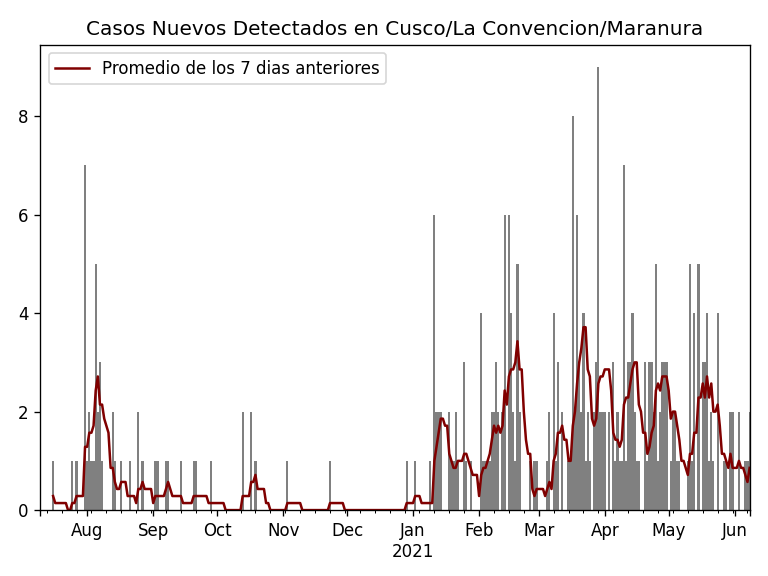 Casos Nuevos Detectados en Cusco/La Convencion/Maranura
Promedio de los 7 dias anteriores
8
6
4
2
0
Aug Sep Oct Nov Dec Jan Feb Mar Apr May Jun
2021